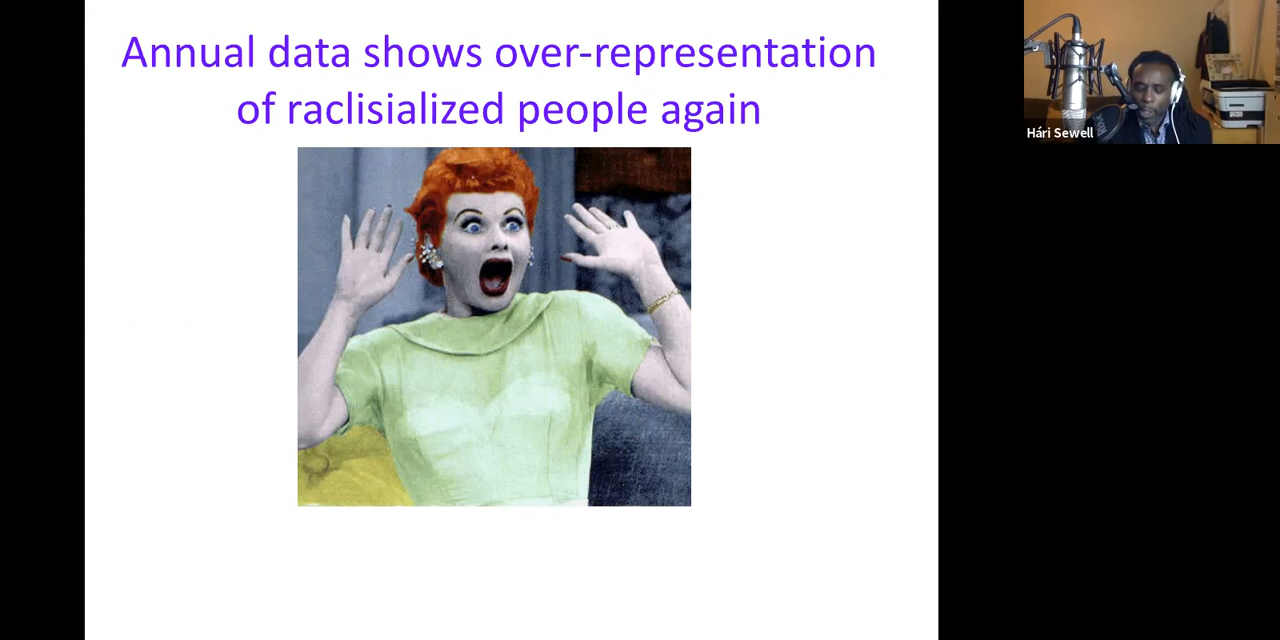 Annual data shows over-representation
of raclisialized people again
Hári Sewell